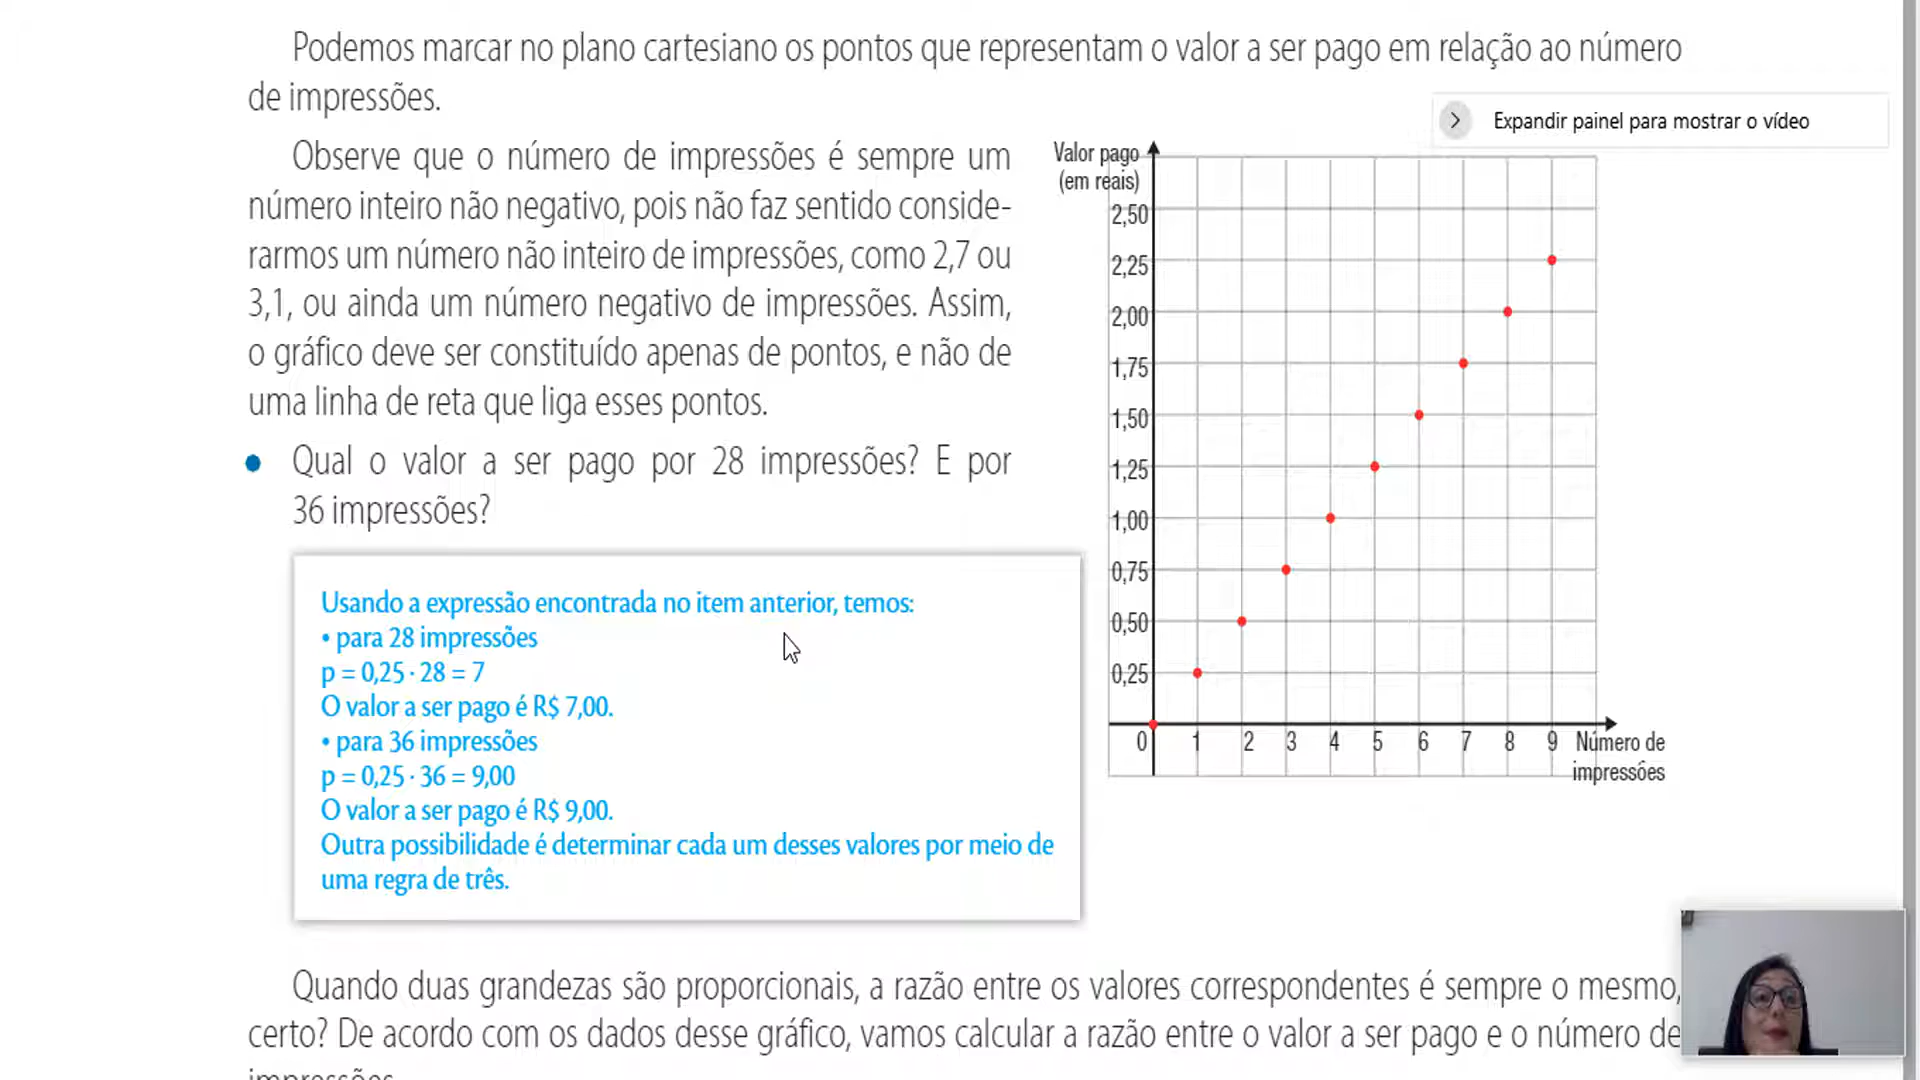 Podemos marcar no plano cartesiano os pontos que representam o valor a ser pago em relação ao número
de impressões.
Expandir painel para mostrar o vídeo
Observe que o número de impressões é sempre um
número inteiro não negativo, pois não faz sentido conside-
rarmos um número não inteiro de impressões, como 2,7 ou
3,1, ou ainda um número negativo de impressões. Assim,
o gráfico deve ser constituído apenas de pontos, e não de
uma linha de reta que liga esses pontos.
• Qual o valor a ser pago por 28 impressões? E por
36 impressões?
Usando a expressão encontrada no item anterior, temos:
• para 28 impressões
p = 0,25 · 28 = 7
O valor a ser pago é R$ 7,00.
• para 36 impressões
p = 0,25 · 36 = 9,00
O valor a ser pago é R$ 9,00.
Outra possibilidade é determinar cada um desses valores por meio de
uma regra de três.
Valor pago
(em reais)
2,50
2,25
2,00
1,75
1,50
1,25
1,00
0,75
0,50
0,25
0 1 2 3 4 5 6 7 8 9 Número de
impressões
Quando duas grandezas são proporcionais, a razão entre os valores correspondentes é sempre o mesmo,
certo? De acordo com os dados desse gráfico, vamos calcular a razão entre o valor a ser pago e o número de
impressões